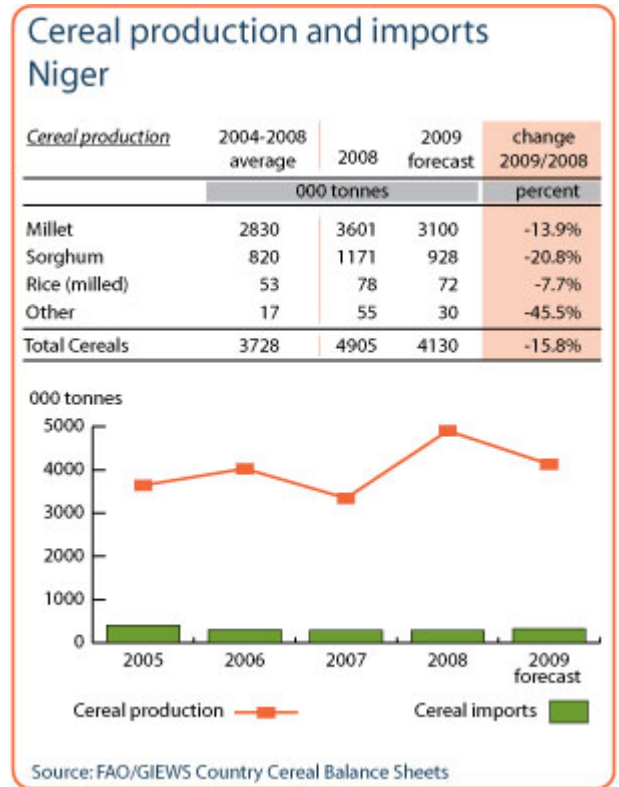 Cereal production and imports
Niger
Cereal production 2004-2008 average 2008 2009 forecast change 2009/2008
000 tonnes percent
Millet 2830 3601 3100 -13.9%
Sorghum 820 1171 928 -20.8%
Rice (milled) 53 78 72 -7.7%
Other 17 55 30 -45.5%
Total Cereals 3728 4905 4130 -15.8%
000 tonnes
5000
4000
3000
2000
1000
0
2005 2006 2007 2008 2009
forecast
Cereal production Cereal imports
Source: FAO/GIEWS Country Cereal Balance Sheets